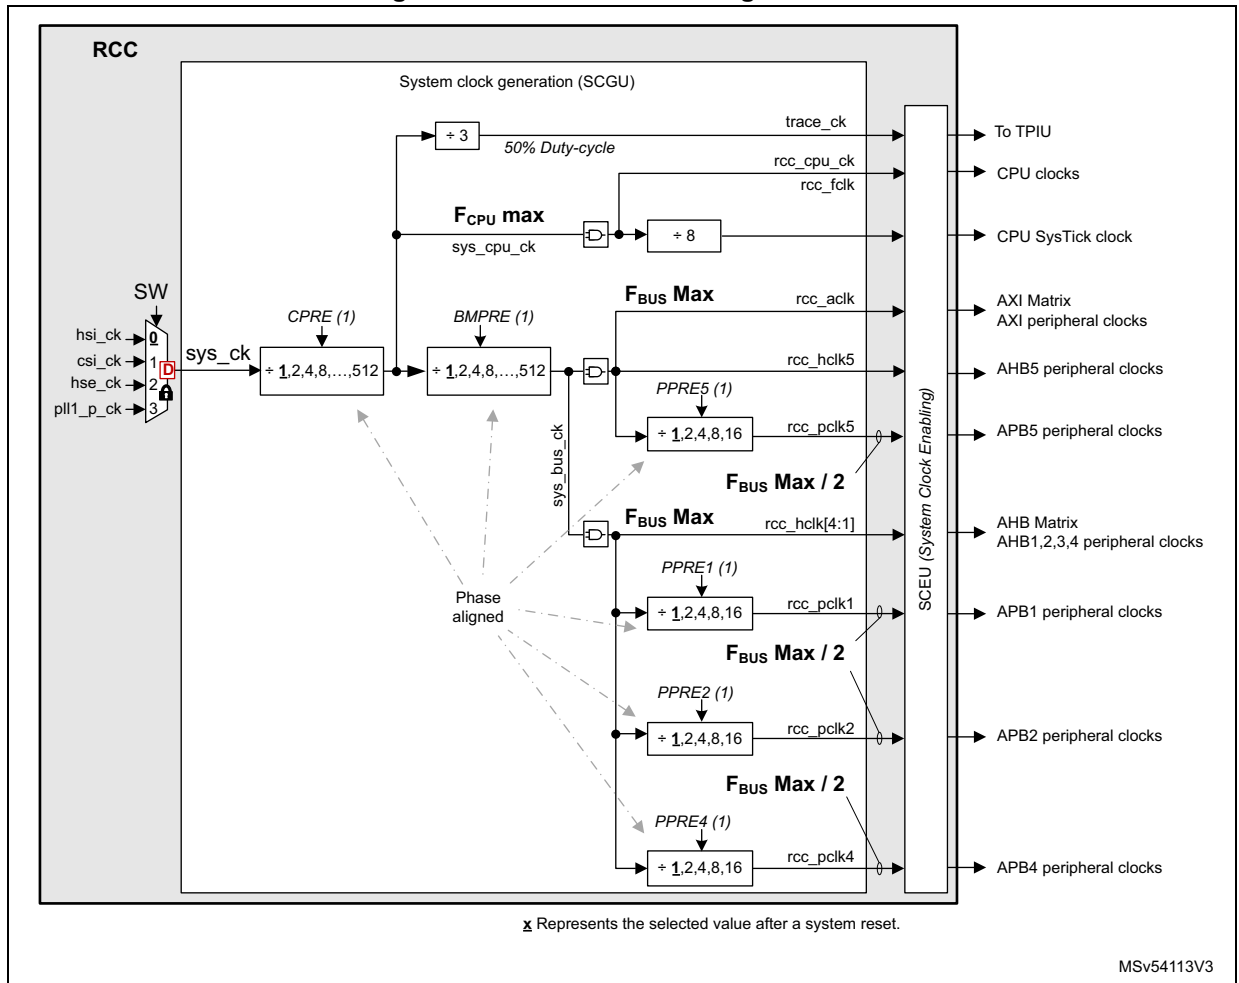 RCC
System clock generation (SCGU)
÷ 3
50% Duty-cycle
trace_ck
To TPIU
rcc_cpu_ck
rcc_fclk
CPU clocks
F_CPU max
sys_cpu_ck
÷ 8
CPU SysTick clock
SW
hsi_ck
0
csi_ck
1
hse_ck
2
pll1_p_ck
3
D
sys_ck
CPRE (1)
÷ 1,2,4,8,...,512
BMPRE (1)
÷ 1,2,4,8,...,512
sys_bus_ck
F_BUS Max
rcc_aclk
AXI Matrix
AXI peripheral clocks
rcc_hclk5
AHB5 peripheral clocks
PPRE5 (1)
÷ 1,2,4,8,16
rcc_pclk5
APB5 peripheral clocks
F_BUS Max / 2
F_BUS Max
rcc_hclk[4:1]
AHB Matrix
AHB1,2,3,4 peripheral clocks
Phase
aligned
PPRE1 (1)
÷ 1,2,4,8,16
rcc_pclk1
APB1 peripheral clocks
F_BUS Max / 2
PPRE2 (1)
÷ 1,2,4,8,16
rcc_pclk2
APB2 peripheral clocks
F_BUS Max / 2
PPRE4 (1)
÷ 1,2,4,8,16
rcc_pclk4
APB4 peripheral clocks
SCEU (System Clock Enabling)
x Represents the selected value after a system reset.
MSv54113V3